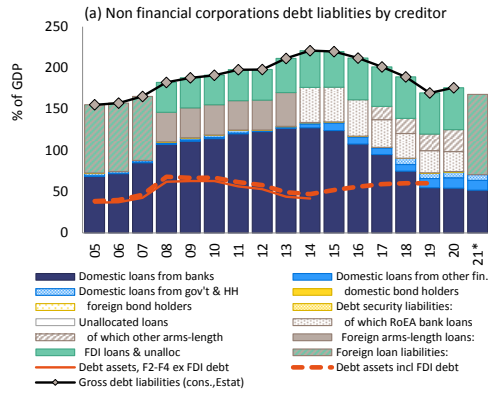 (a) Non financial corporations debt liablities by creditor
% of GDP
250
200
150
100
50
0
05 06 07 08 09 10 11 12 13 14 15 16 17 18 19 20 21*
Domestic loans from banks
Domestic loans from other fin.
Domestic loans from gov't & HH
domestic bond holders
foreign bond holders
Debt security liabilities:
Unallocated loans
of which RoEA bank loans
of which other arms-length
Foreign arms-length loans:
FDI loans & unalloc
Foreign loan liabilities:
Debt assets, F2-F4 ex FDI debt
Debt assets incl FDI debt
Gross debt liabilities (cons.,Estat)